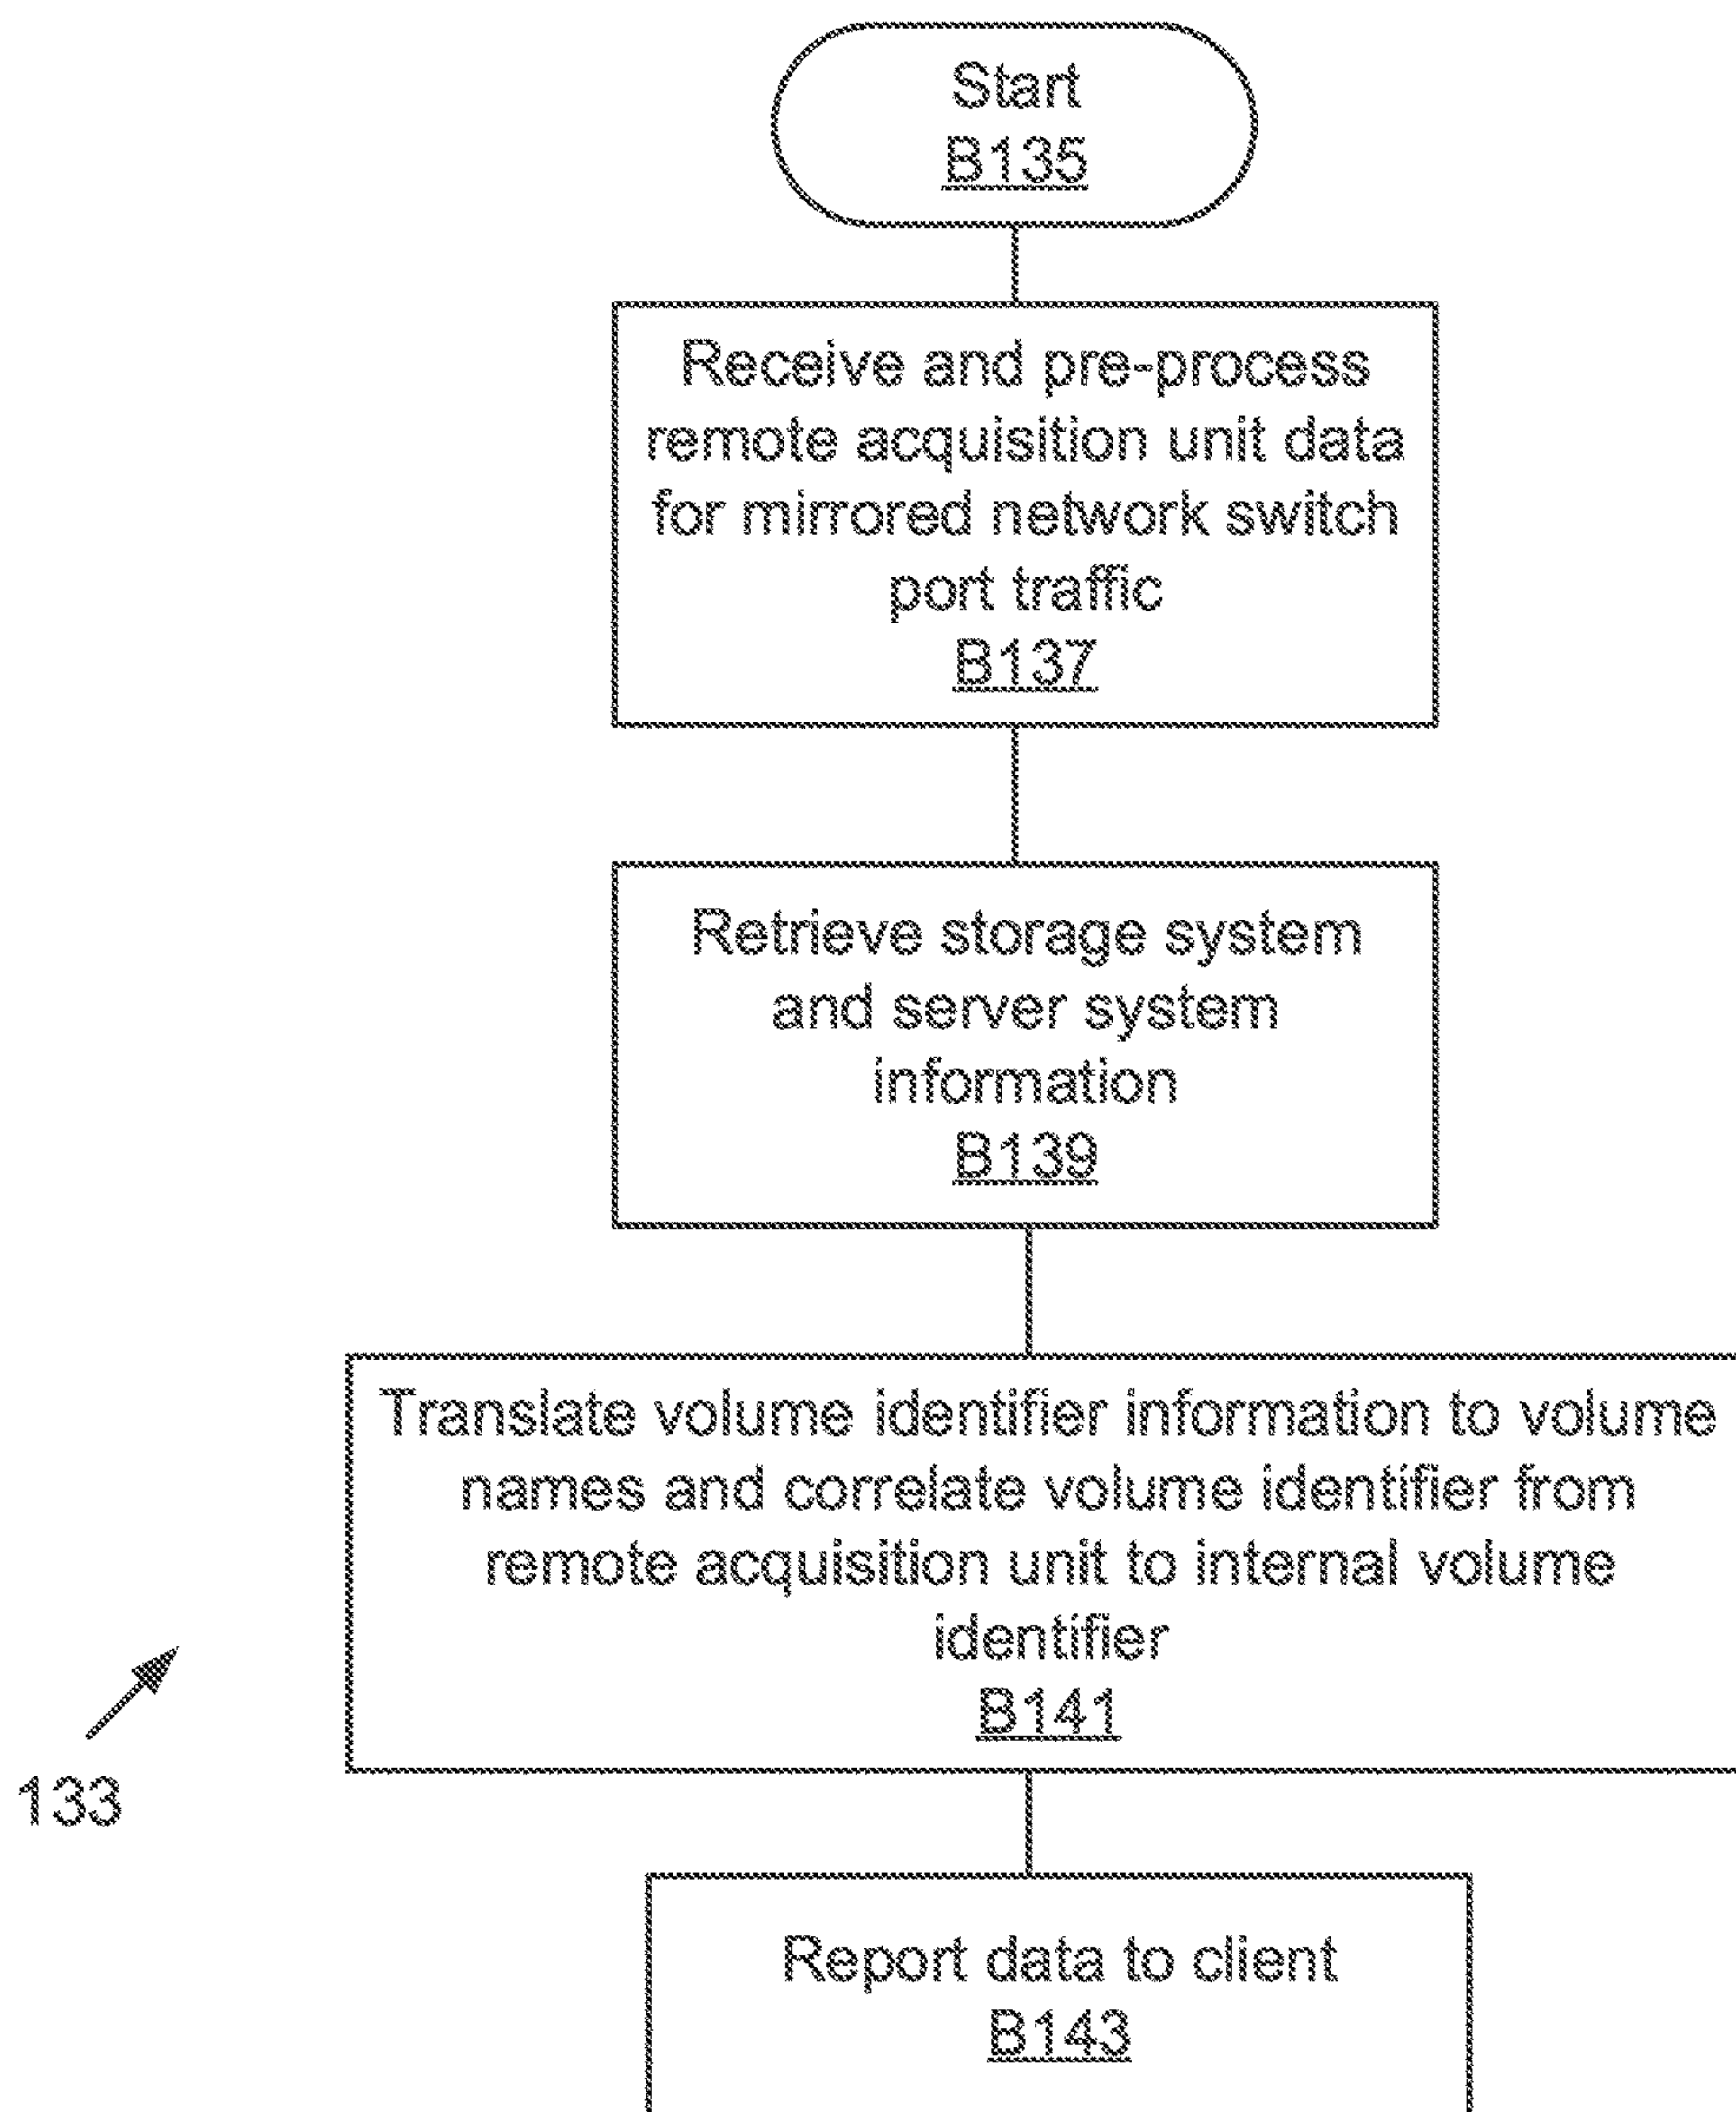 Start
B135
Receive and pre-process
remote acquisition unit data
for mirrored network switch
port traffic
B137
Retrieve storage system
and server system
information
B139
Translate volume identifier information to volume
names and correlate volume identifier from
remote acquisition unit to internal volume
identifier
B141
133
Report data to client
B143